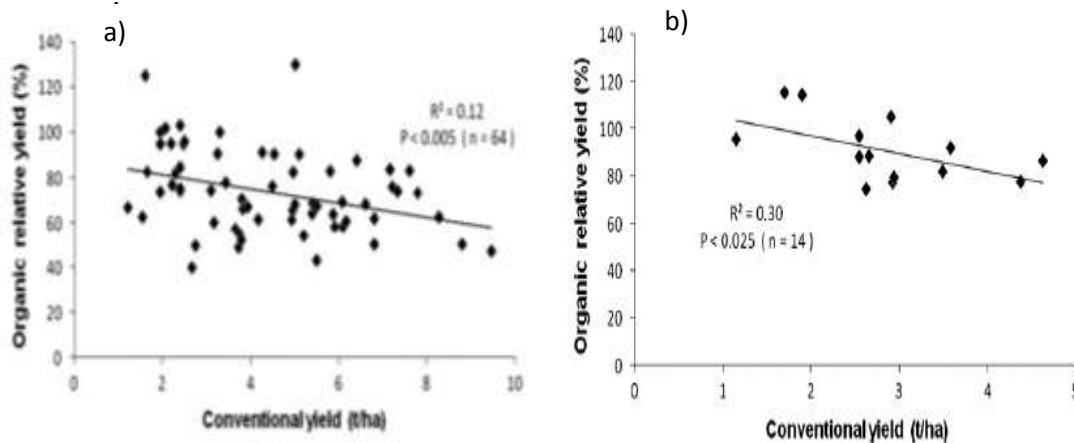 a)
Organic relative yield (%)
140
120
100
80
60
40
20
0
R² = 0.12
P < 0.005 ( n = 64)
0 2 4 6 8 10
Conventional yield (t/ha)
b)
Organic relative yield (%)
140
120
100
80
60
40
20
0
R² = 0.30
P < 0.025 ( n = 14 )
0 1 2 3 4 5
Conventional yield (t/ha)